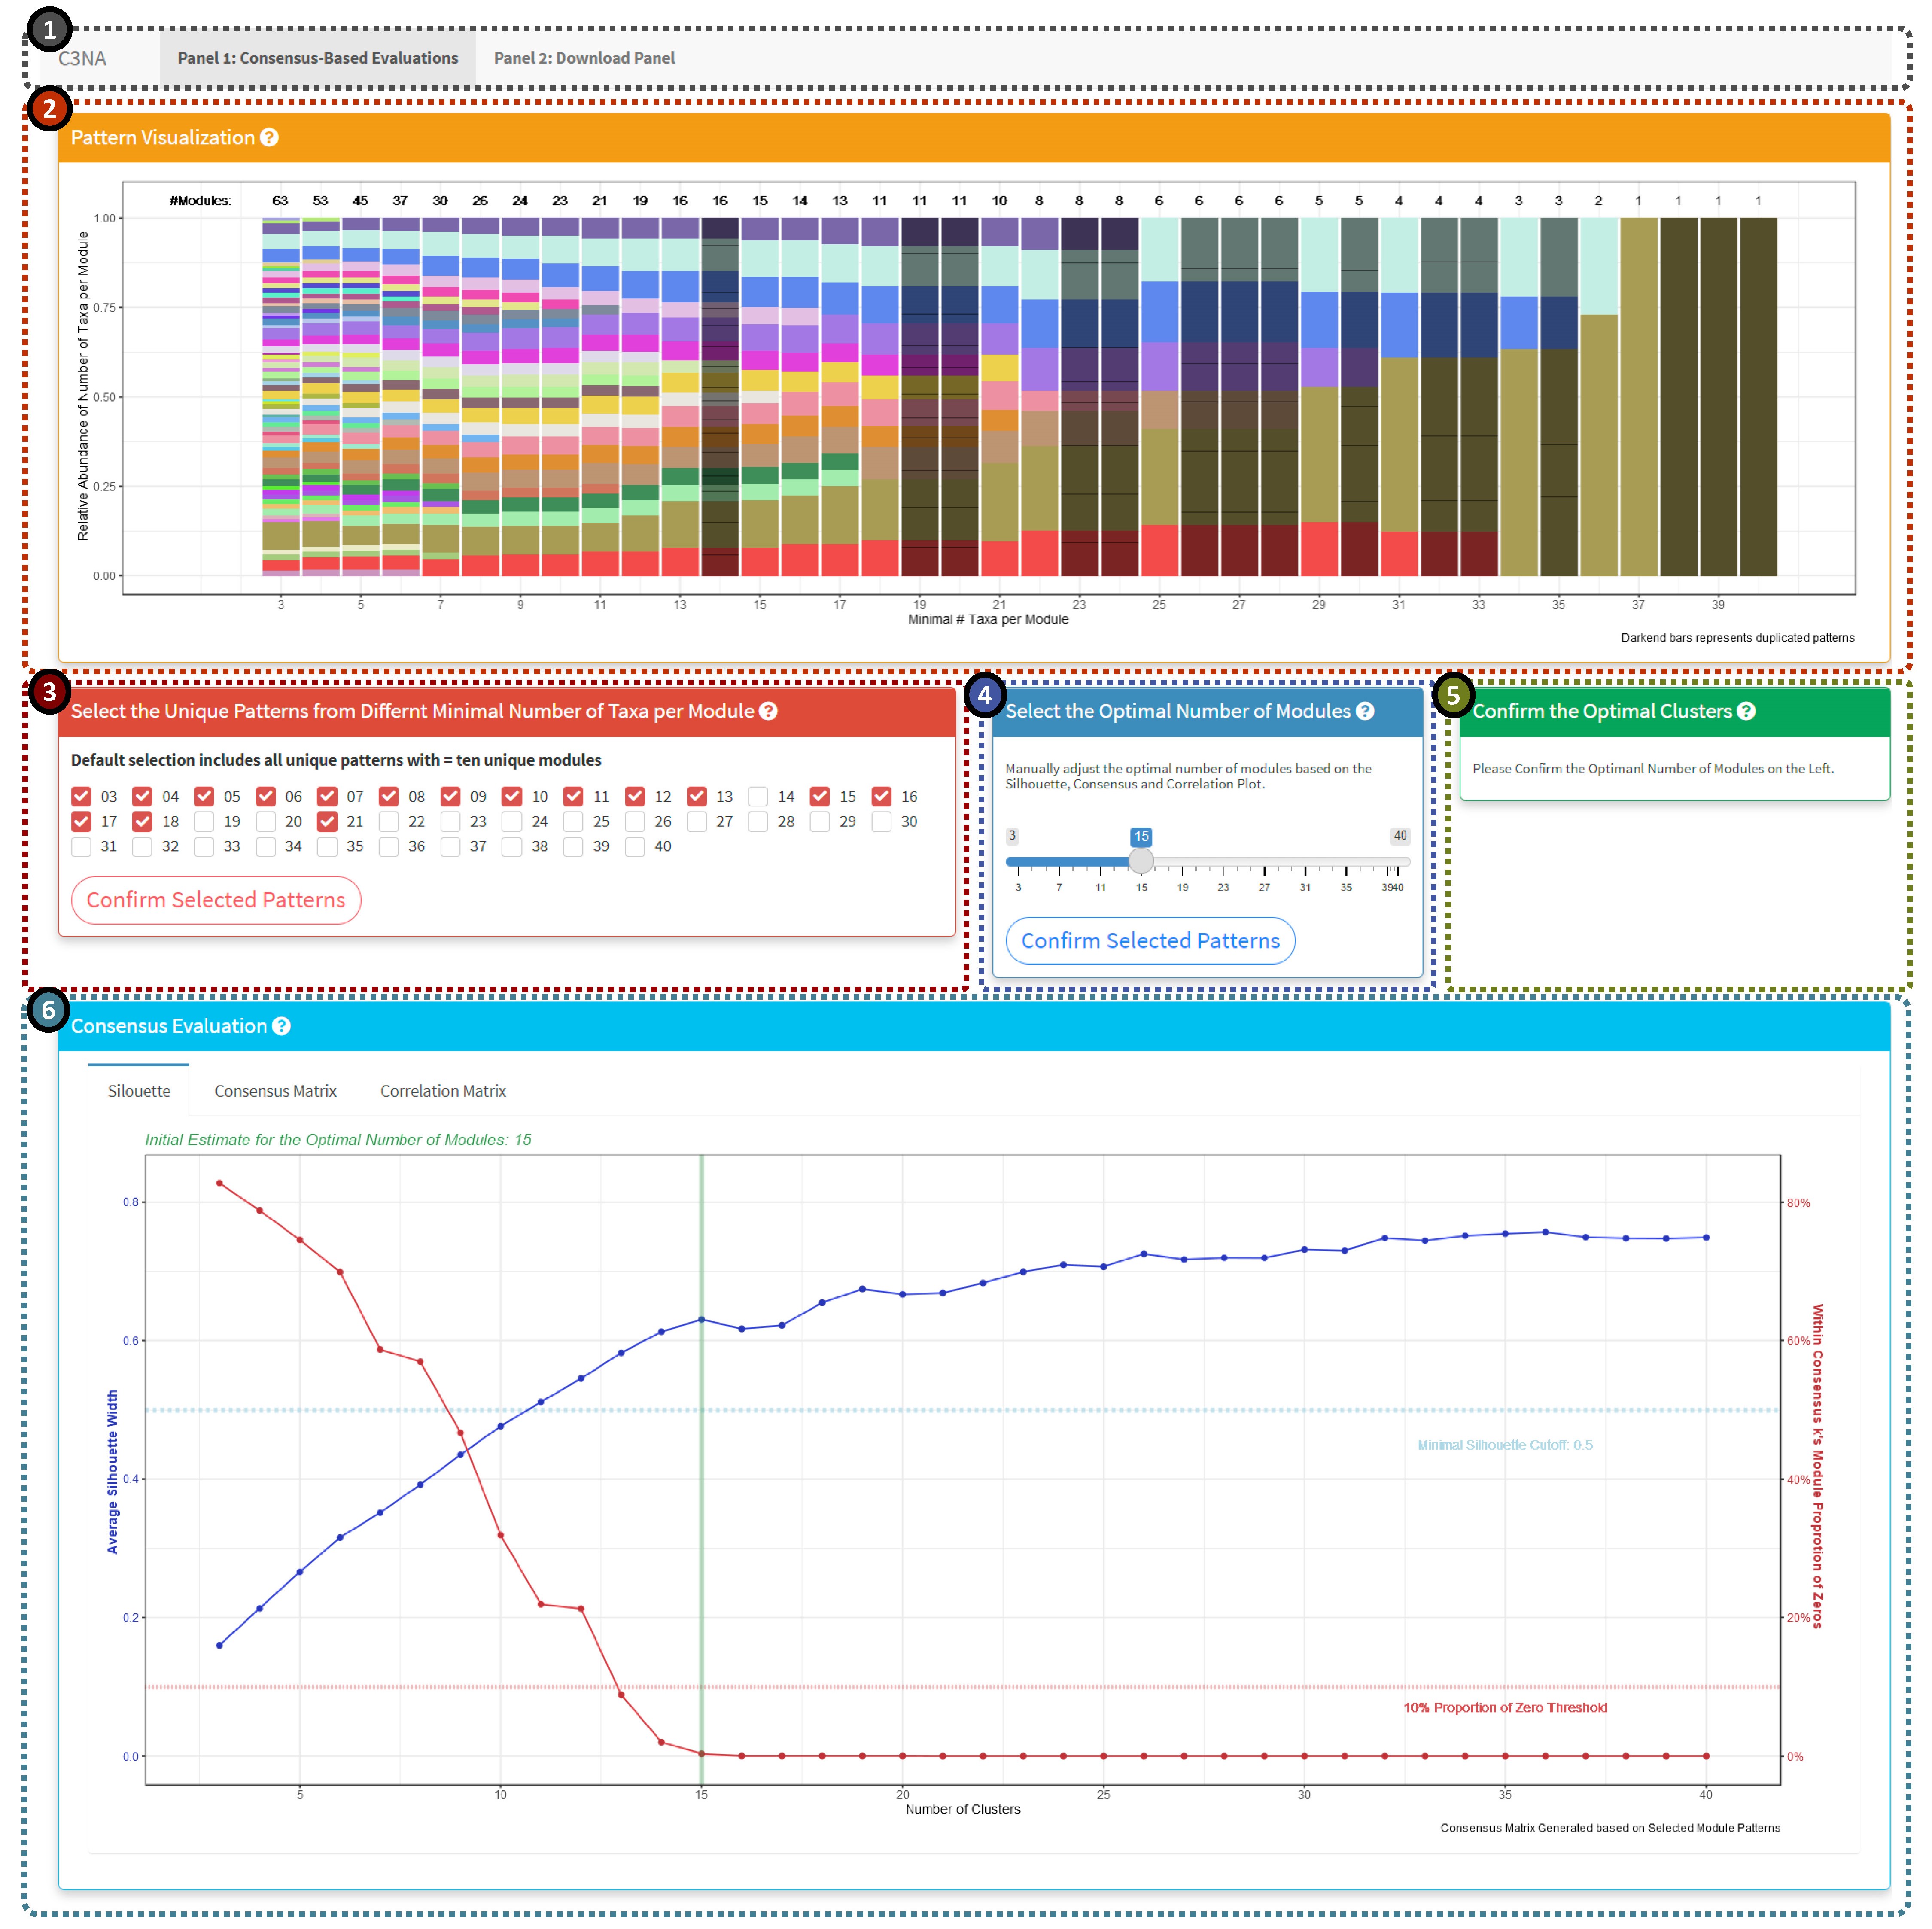 1
C3NA Panel 1: Consensus-Based Evaluations Panel 2: Download Panel
2
Pattern Visualization ?
#Modules: 63 53 45 37 30 26 24 23 21 19 16 16 15 14 13 11 11 11 10 8 8 8 6 6 6 6 5 5 4 4 4 3 3 2 1 1 1 1
Relative Abundance of Number of Taxa per Module
1.00
0.75
0.50
0.25
0.00
3 5 7 9 11 13 15 17 19 21 23 25 27 29 31 33 35 37 39
Minimal # Taxa per Module
Darkend bars represents duplicated patterns
3
Select the Unique Patterns from Differnt Minimal Number of Taxa per Module ?
Default selection includes all unique patterns with = ten unique modules
03 04 05 06 07 08 09 10 11 12 13 14 15 16
17 18 19 20 21 22 23 24 25 26 27 28 29 30
31 32 33 34 35 36 37 38 39 40
Confirm Selected Patterns
4
Select the Optimal Number of Modules ?
Manually adjust the optimal number of modules based on the
Silhouette, Consensus and Correlation Plot.
3 15 40
3 7 11 15 19 23 27 31 35 3940
Confirm Selected Patterns
5
Confirm the Optimal Clusters ?
Please Confirm the Optimanl Number of Modules on the Left.
6
Consensus Evaluation ?
Silouette Consensus Matrix Correlation Matrix
Initial Estimate for the Optimal Number of Modules: 15
Average Silhouette Width
0.8
0.6
0.4
0.2
0.0
Minimal Silhouette Cutoff: 0.5
10% Proportion of Zero Threshold
80%
60%
40%
20%
0%
Within Consensus k's Module Proprotion of Zeros
5 10 15 20 25 30 35 40
Number of Clusters
Consensus Matrix Generated based on Selected Module Patterns